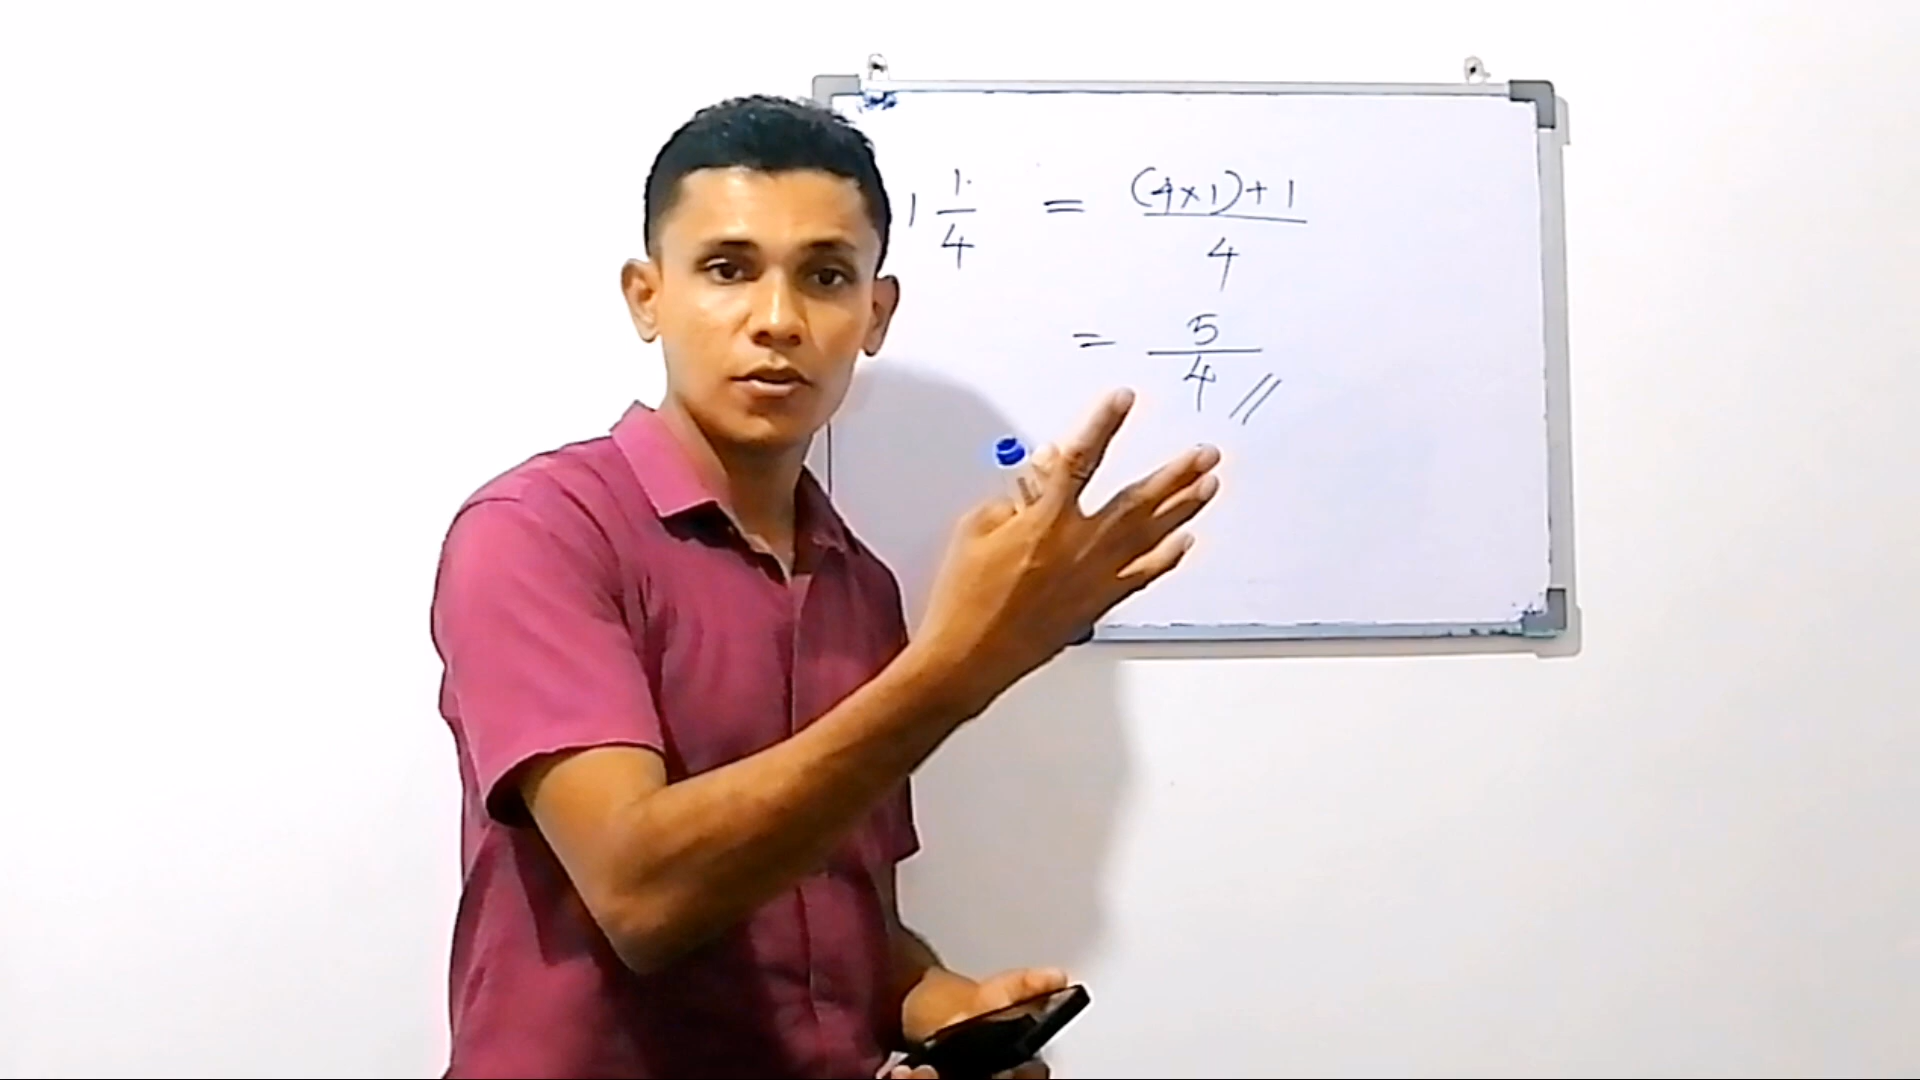 1 1/4 = (4×1)+1/4
= 5/4 //